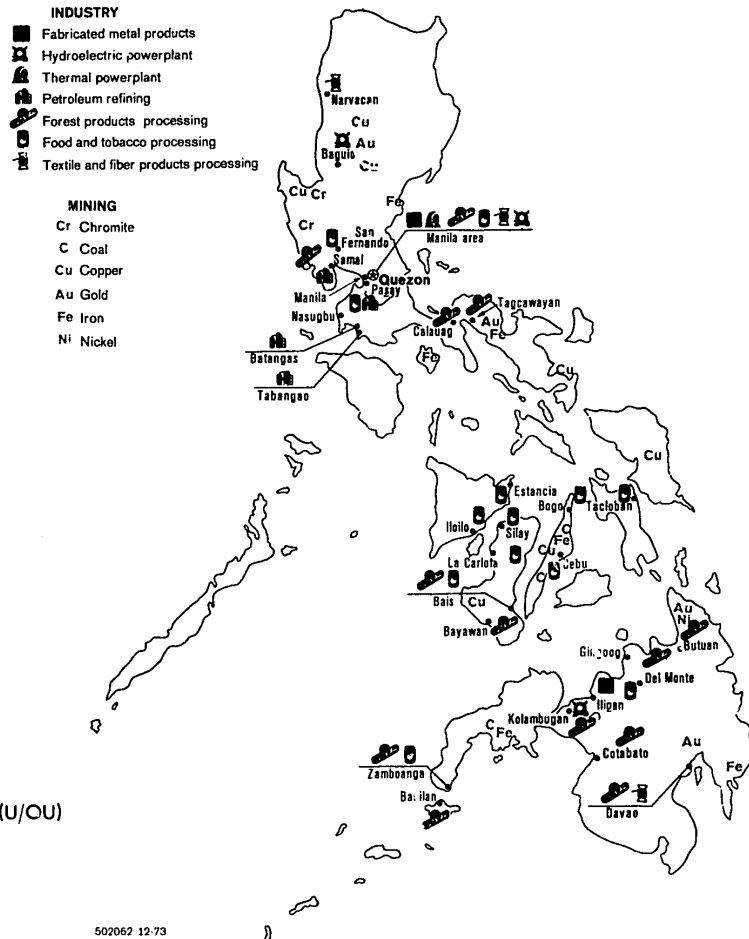 INDUSTRY
Fabricated metal products
Hydroelectric powerplant
Thermal powerplant
Petroleum refining
Forest products processing
Food and tobacco processing
Textile and fiber products processing
MINING
Cr Chromite
C Coal
Cu Copper
Au Gold
Fe Iron
Ni Nickel
Narvacan
Cu
Au
Baguio
Cu
Cu Cr
Fe
Cr
San
Fernando
Manila area
Samal
Quezon
Manila
Pasay
Nasugbu
Tagcawayan
Calauag
Au
Fe
Batangas
Fe
Tabangao
Cu
Cu
Estancia
Bogo
Tacloban
Iloilo
Silay
C
Fe
La Carlota
Cu
Cebu
C
Bais
Cu
Bayawan
Au
Ni
Butuan
Del Monte
Iligan
Kolambugan
C
Fe
Cotabato
Zamboanga
Au
Fe
Davao
(U/OU)
502062 12-73